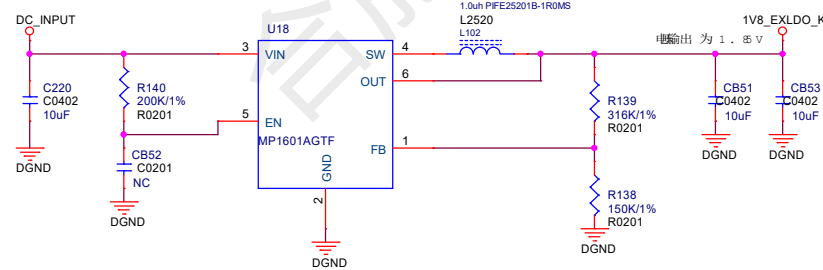 1.0uh PIFE25201B-1R0MS
DC_INPUT
U18
L2520
L102
1V8_EXLDO_K
输出 为 1.85V
3
VIN
SW
4
OUT
6
C220
C0402
10uF
R140
200K/1%
R0201
5
EN
MP1601AGTF
FB
1
GND
2
R139
316K/1%
R0201
CB51
C0402
10uF
CB53
C0402
10uF
DGND
CB52
C0201
NC
DGND
R138
150K/1%
R0201
DGND
DGND
DGND
DGND